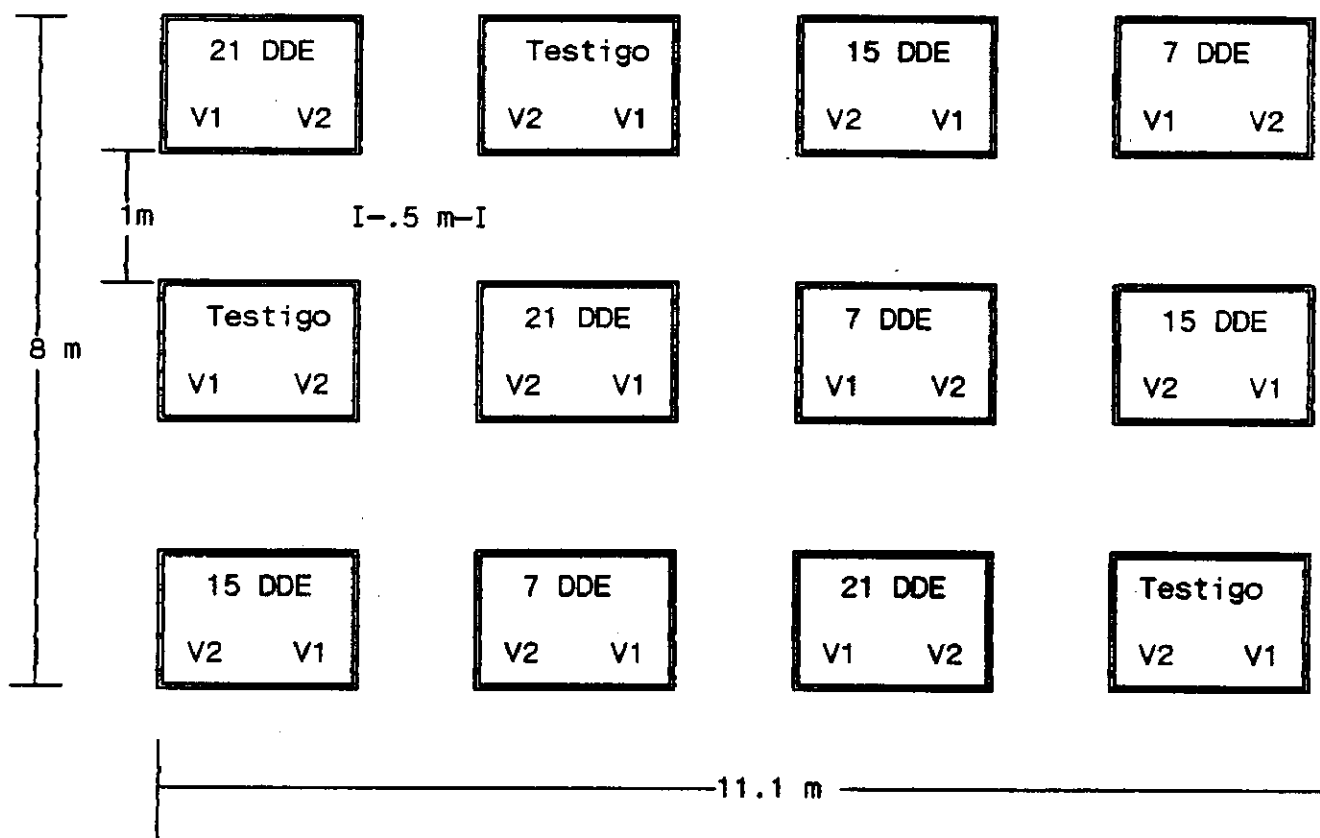 21 DDE Testigo 15 DDE 7 DDE
V1 V2 V2 V1 V2 V1 V1 V2
1m I-.5 m-I
Testigo 21 DDE 7 DDE 15 DDE
8 m
V1 V2 V2 V1 V1 V2 V2 V1
15 DDE 7 DDE 21 DDE Testigo
V2 V1 V2 V1 V1 V2 V2 V1
11.1 m